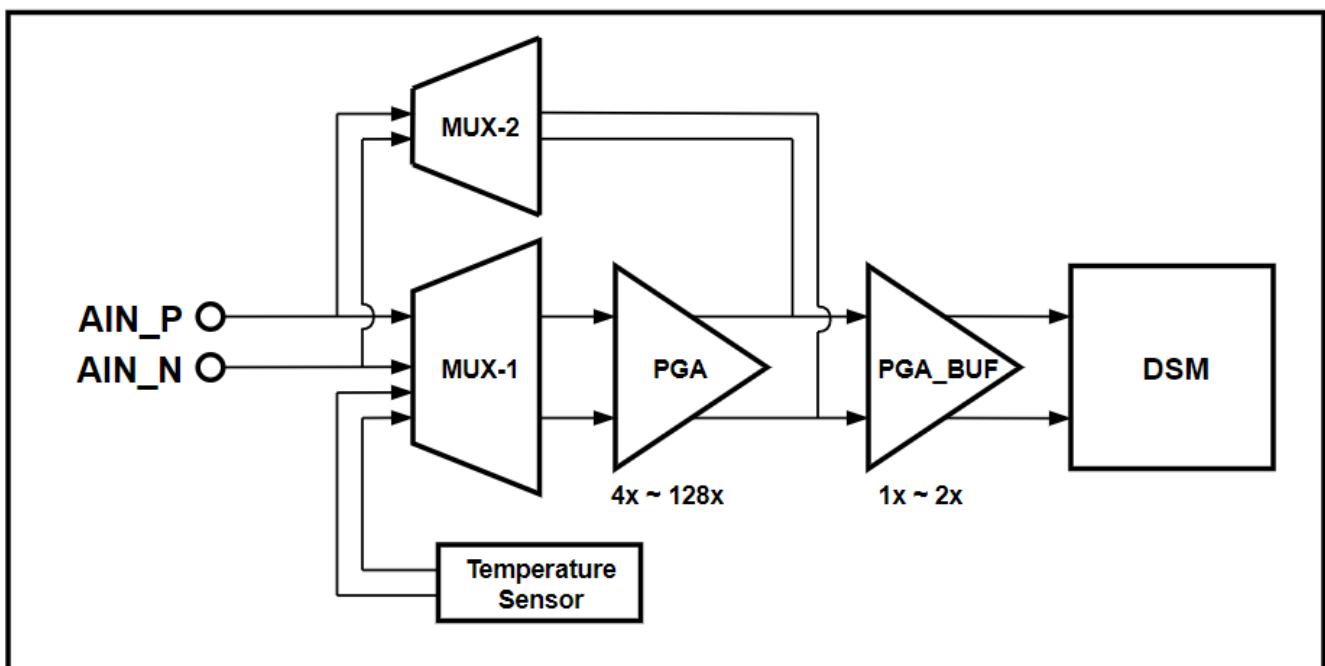 MUX-2
AIN_P
AIN_N
MUX-1
PGA
PGA_BUF
DSM
4x ~ 128x
1x ~ 2x
Temperature
Sensor